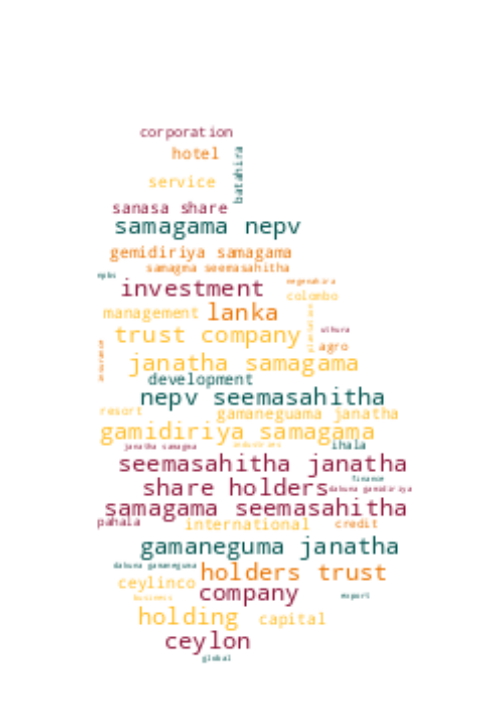 corporation
hotel
batahira
service
sanasa share
samagama nepv
gemidiriya samagama
samagma seemasahitha
investment
colombo
management lanka
trust company
uthura
agro
janatha samagama
development
nepv seemasahitha
resort
gamaneguama janatha
gamidiriya samagama
janatha samagma
industries
ihala
seemasahitha janatha
finance
share holders
dakuna gamidiriya
samagama seemasahitha
pahala
international
credit
gamaneguma janatha
dakuna gamaneguma
holders trust
ceylinco
company
business
export
holding
capital
ceylon
global